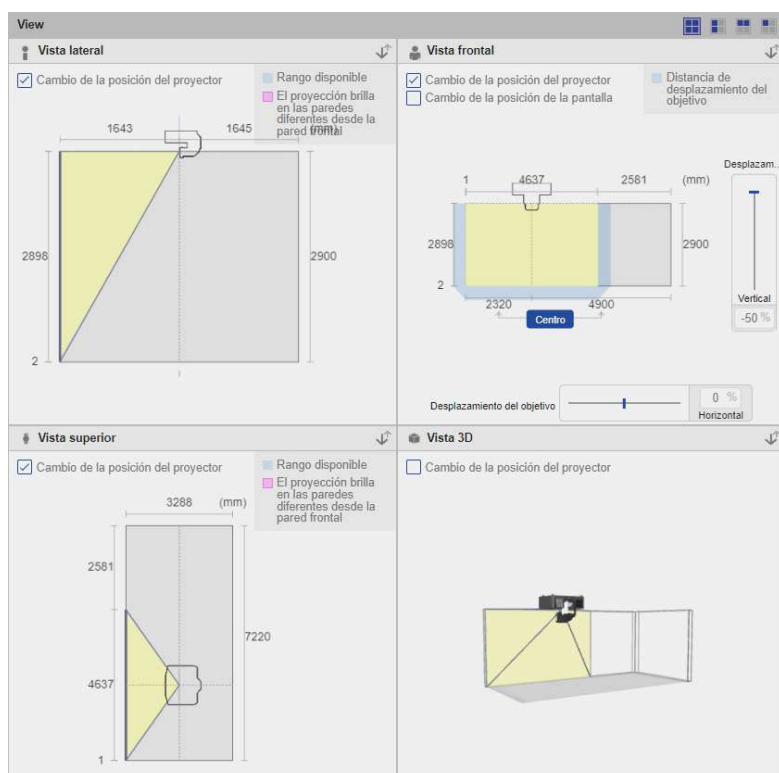 View
Vista lateral
Cambio de la posición del proyector
Rango disponible
El proyección brilla
en las paredes
diferentes desde la
pared frontal
1643
1645
(mm)
2898
2900
2
Vista frontal
Cambio de la posición del proyector
Cambio de la posición de la pantalla
Distancia de
desplazamiento del
objetivo
Desplazam...
1
4637
2581
(mm)
2898
2900
2
2320
4900
Centro
Vertical
-50 %
Desplazamiento del objetivo
0 %
Horizontal
Vista superior
Cambio de la posición del proyector
Rango disponible
El proyección brilla
en las paredes
diferentes desde la
pared frontal
3288 (mm)
2581
7220
4637
1
Vista 3D
Cambio de la posición del proyector